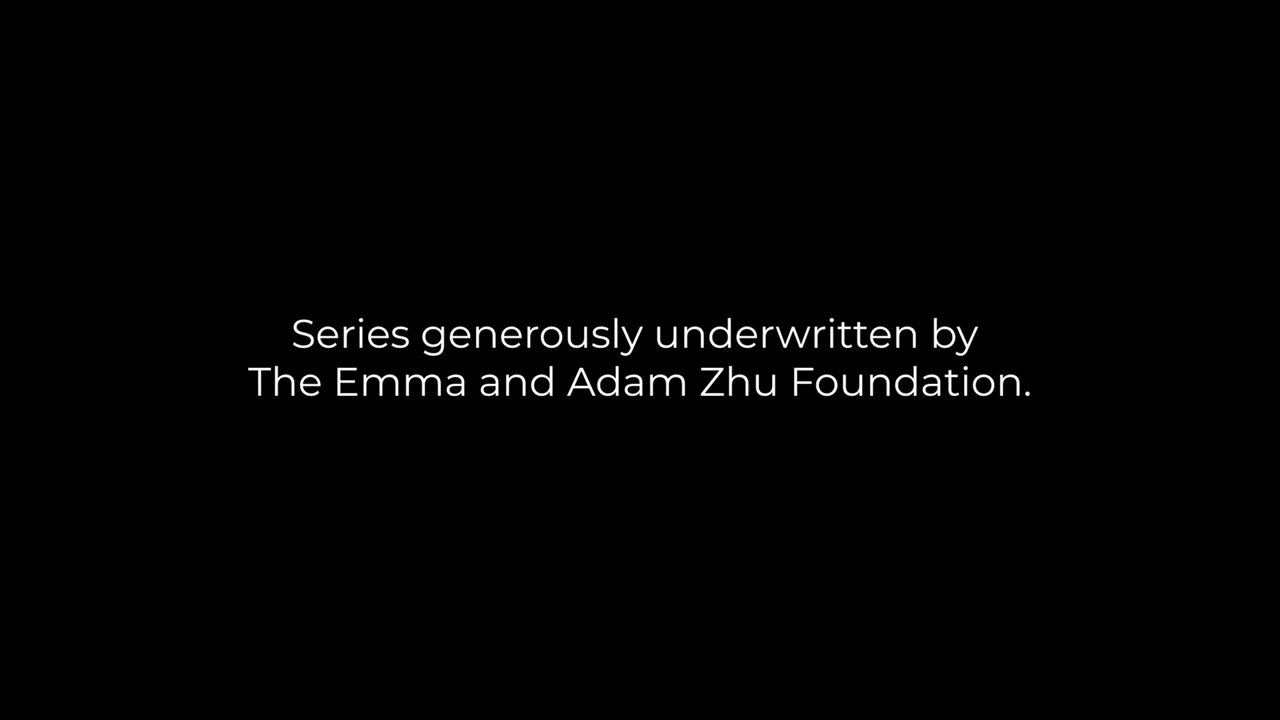 Series generously underwritten by
The Emma and Adam Zhu Foundation.